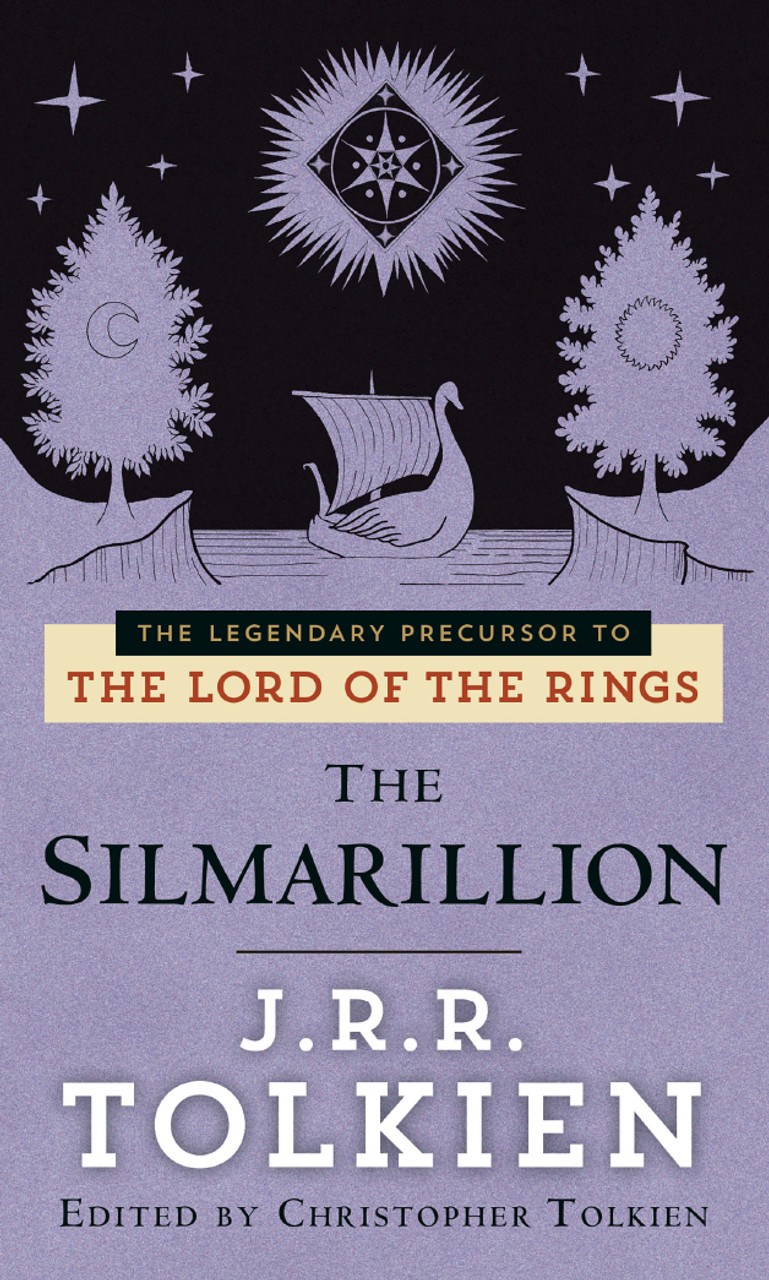 THE LEGENDARY PRECURSOR TO
THE LORD OF THE RINGS
THE
SILMARILLION
J.R.R.
TOLKIEN
EDITED BY CHRISTOPHER TOLKIEN